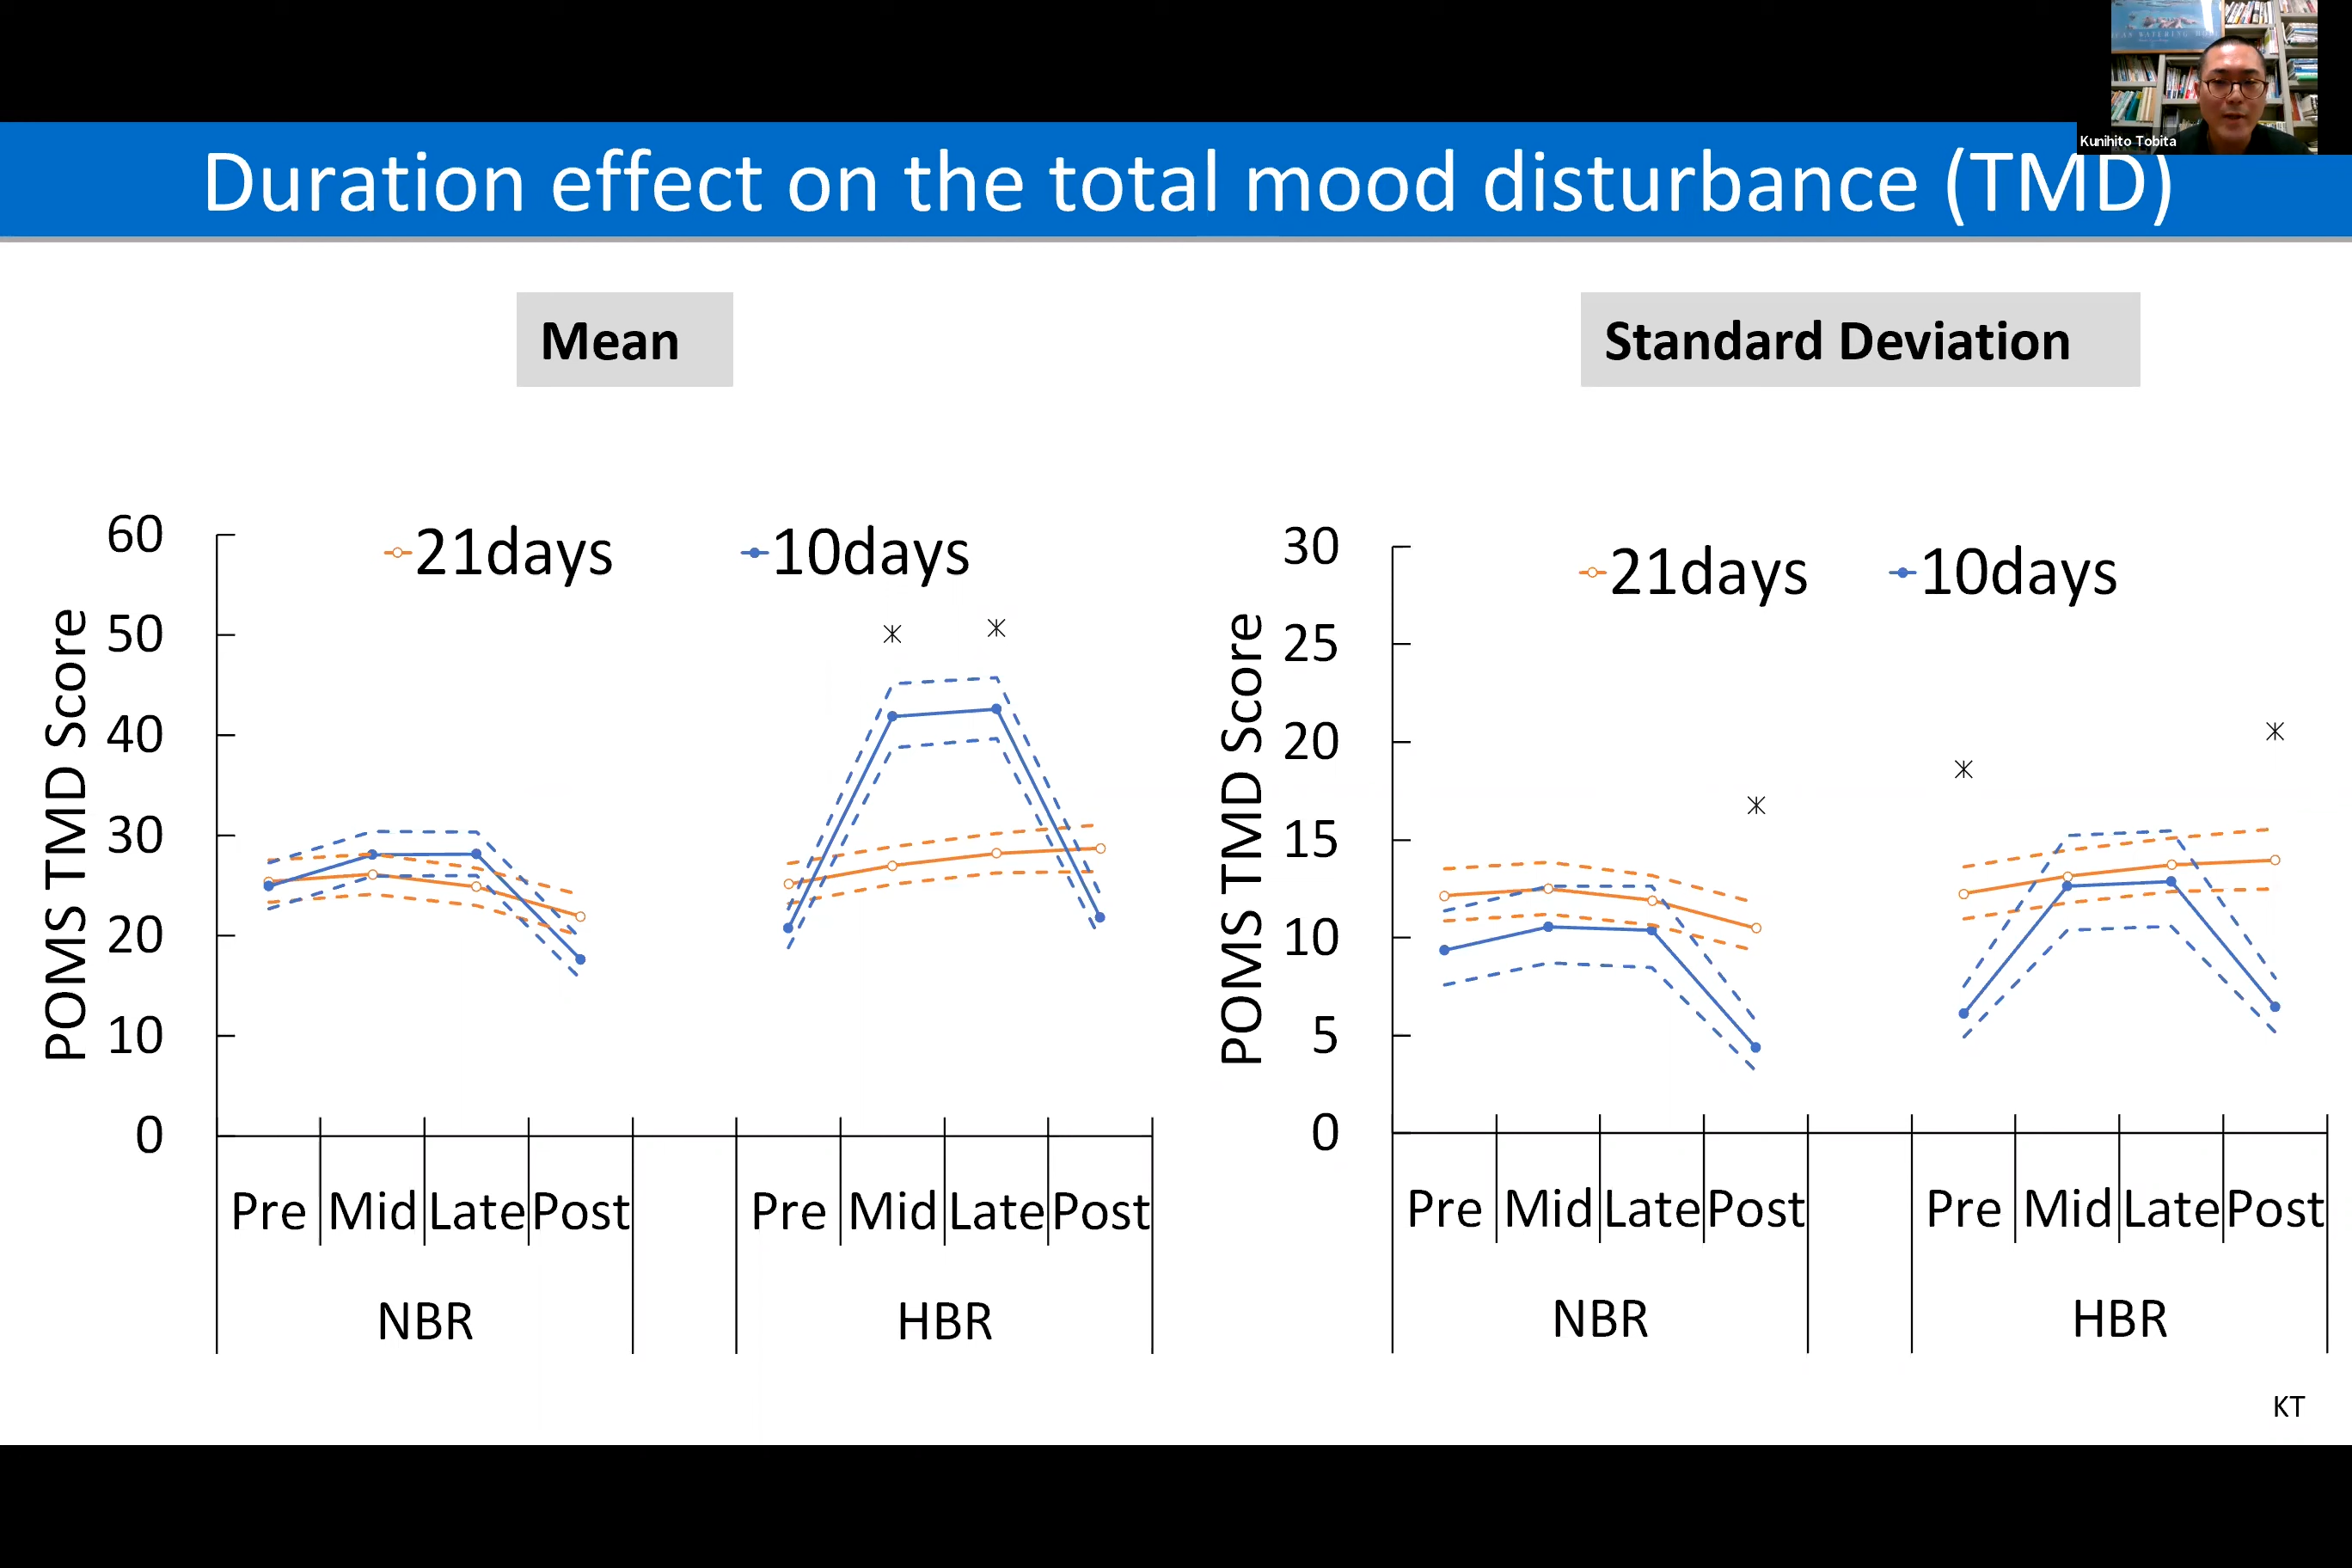 Kunihito Tobita
Duration effect on the total mood disturbance (TMD)
Mean
POMS TMD Score
60
50
40
30
20
10
0
21days
10days
*
*
Pre
Mid
Late
Post
Pre
Mid
Late
Post
NBR
HBR
Standard Deviation
POMS TMD Score
30
25
20
15
10
5
0
21days
10days
*
*
*
Pre
Mid
Late
Post
Pre
Mid
Late
Post
NBR
HBR
KT